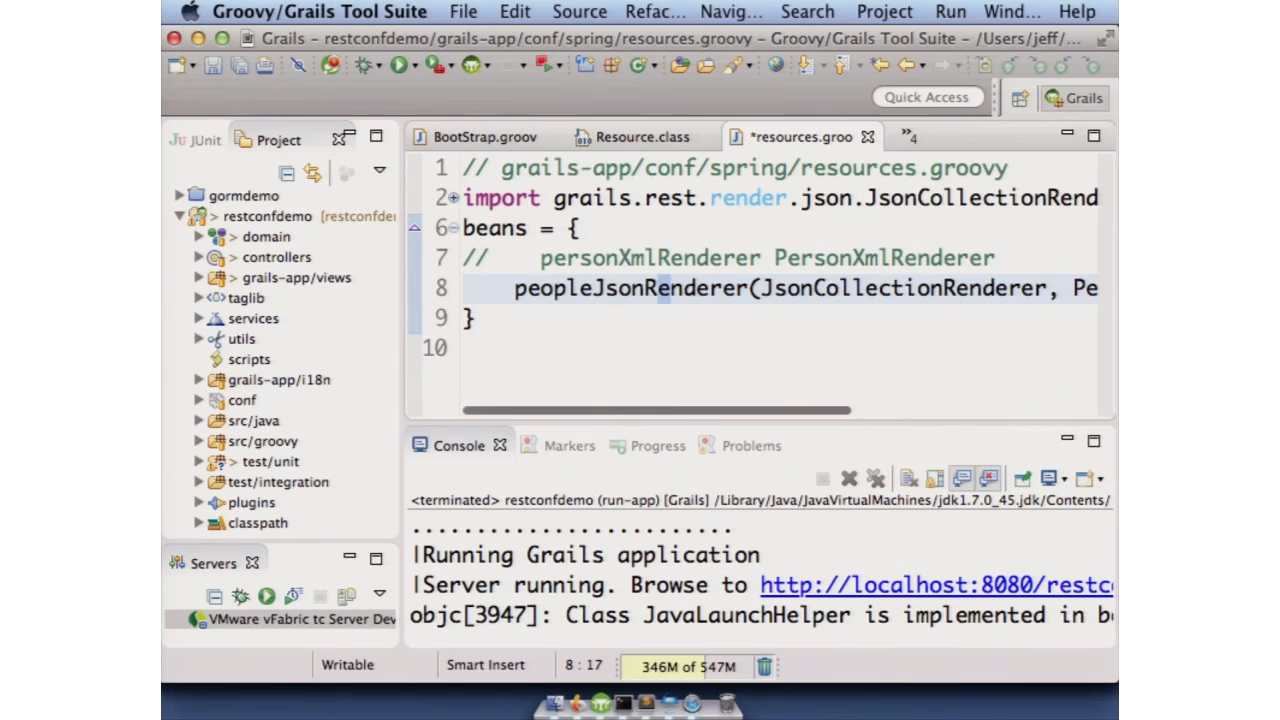 Groovy/Grails Tool Suite File Edit Source Refac... Navig... Search Project Run Wind... Help
Grails – restconfdemo/grails-app/conf/spring/resources.groovy – Groovy/Grails Tool Suite – /Users/jeff/...
Quick Access Grails
JUnit Project
BootStrap.groov Resource.class *resources.groo »4
1 // grails-app/conf/spring/resources.groovy
2 import grails.rest.render.json.JsonCollectionRend
6 beans = {
7 // personXmlRenderer PersonXmlRenderer
8 peopleJsonRenderer(JsonCollectionRenderer, Pe
9 }
10
gormdemo
> restconfdemo [restconfde
> domain
> controllers
> grails-app/views
taglib
services
utils
scripts
grails-app/i18n
conf
src/java
src/groovy
> test/unit
test/integration
plugins
classpath
Servers
VMware vFabric tc Server Dev
Console Markers Progress Problems
<terminated> restconfdemo (run-app) [Grails] /Library/Java/JavaVirtualMachines/jdk1.7.0_45.jdk/Contents/
.........................
|Running Grails application
|Server running. Browse to http://localhost:8080/restc
objc[3947]: Class JavaLaunchHelper is implemented in b
Writable Smart Insert 8 : 17 346M of 547M